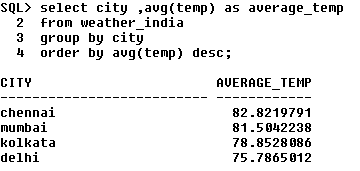 SQL> select city ,avg(temp) as average_temp
2 from weather_india
3 group by city
4 order by avg(temp) desc;
CITY AVERAGE_TEMP
------------------------- ------------
chennai 82.8219791
mumbai 81.5042238
kolkata 78.8528086
delhi 75.7865012